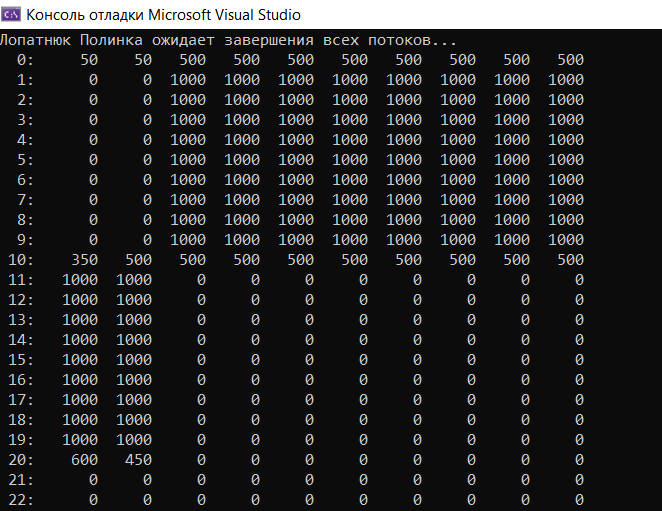 C:\ Консоль отладки Microsoft Visual Studio
Лопатнюк Полинка ожидает завершения всех потоков...
0: 50 50 500 500 500 500 500 500 500 500
1: 0 0 1000 1000 1000 1000 1000 1000 1000 1000
2: 0 0 1000 1000 1000 1000 1000 1000 1000 1000
3: 0 0 1000 1000 1000 1000 1000 1000 1000 1000
4: 0 0 1000 1000 1000 1000 1000 1000 1000 1000
5: 0 0 1000 1000 1000 1000 1000 1000 1000 1000
6: 0 0 1000 1000 1000 1000 1000 1000 1000 1000
7: 0 0 1000 1000 1000 1000 1000 1000 1000 1000
8: 0 0 1000 1000 1000 1000 1000 1000 1000 1000
9: 0 0 1000 1000 1000 1000 1000 1000 1000 1000
10: 350 500 500 500 500 500 500 500 500 500
11: 1000 1000 0 0 0 0 0 0 0 0
12: 1000 1000 0 0 0 0 0 0 0 0
13: 1000 1000 0 0 0 0 0 0 0 0
14: 1000 1000 0 0 0 0 0 0 0 0
15: 1000 1000 0 0 0 0 0 0 0 0
16: 1000 1000 0 0 0 0 0 0 0 0
17: 1000 1000 0 0 0 0 0 0 0 0
18: 1000 1000 0 0 0 0 0 0 0 0
19: 1000 1000 0 0 0 0 0 0 0 0
20: 600 450 0 0 0 0 0 0 0 0
21: 0 0 0 0 0 0 0 0 0 0
22: 0 0 0 0 0 0 0 0 0 0